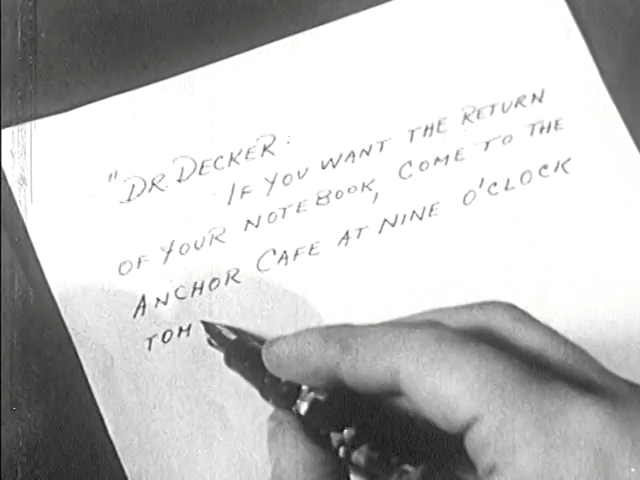 "DR. DECKER:
IF YOU WANT THE RETURN
OF YOUR NOTEBOOK, COME TO THE
ANCHOR CAFE AT NINE O'CLOCK
TOM